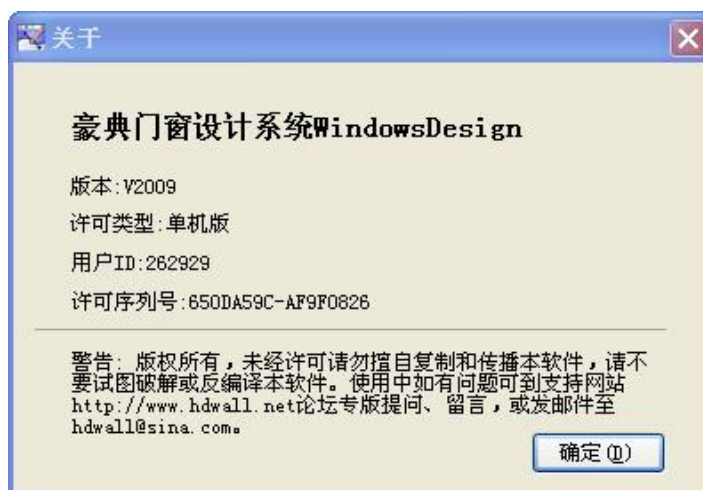 关于
豪典门窗设计系统WindowsDesign
版本:V2009
许可类型:单机版
用户ID:262929
许可序列号:650DA59C-AF9F0826
警告: 版权所有,未经许可请勿擅自复制和传播本软件,请不
要试图破解或反编译本软件。使用中如有问题可到支持网站
http://www.hdwall.net论坛专版提问、留言,或发邮件至
hdwall@sina.com。
确定(D)